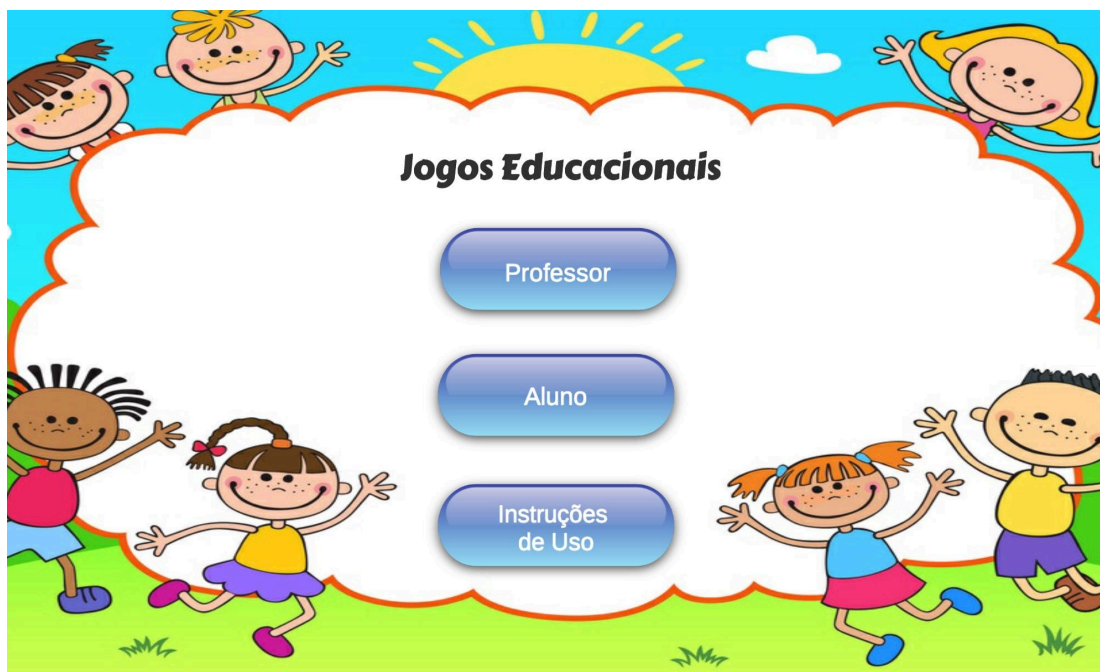 Jogos Educacionais
Professor
Aluno
Instruções
de Uso